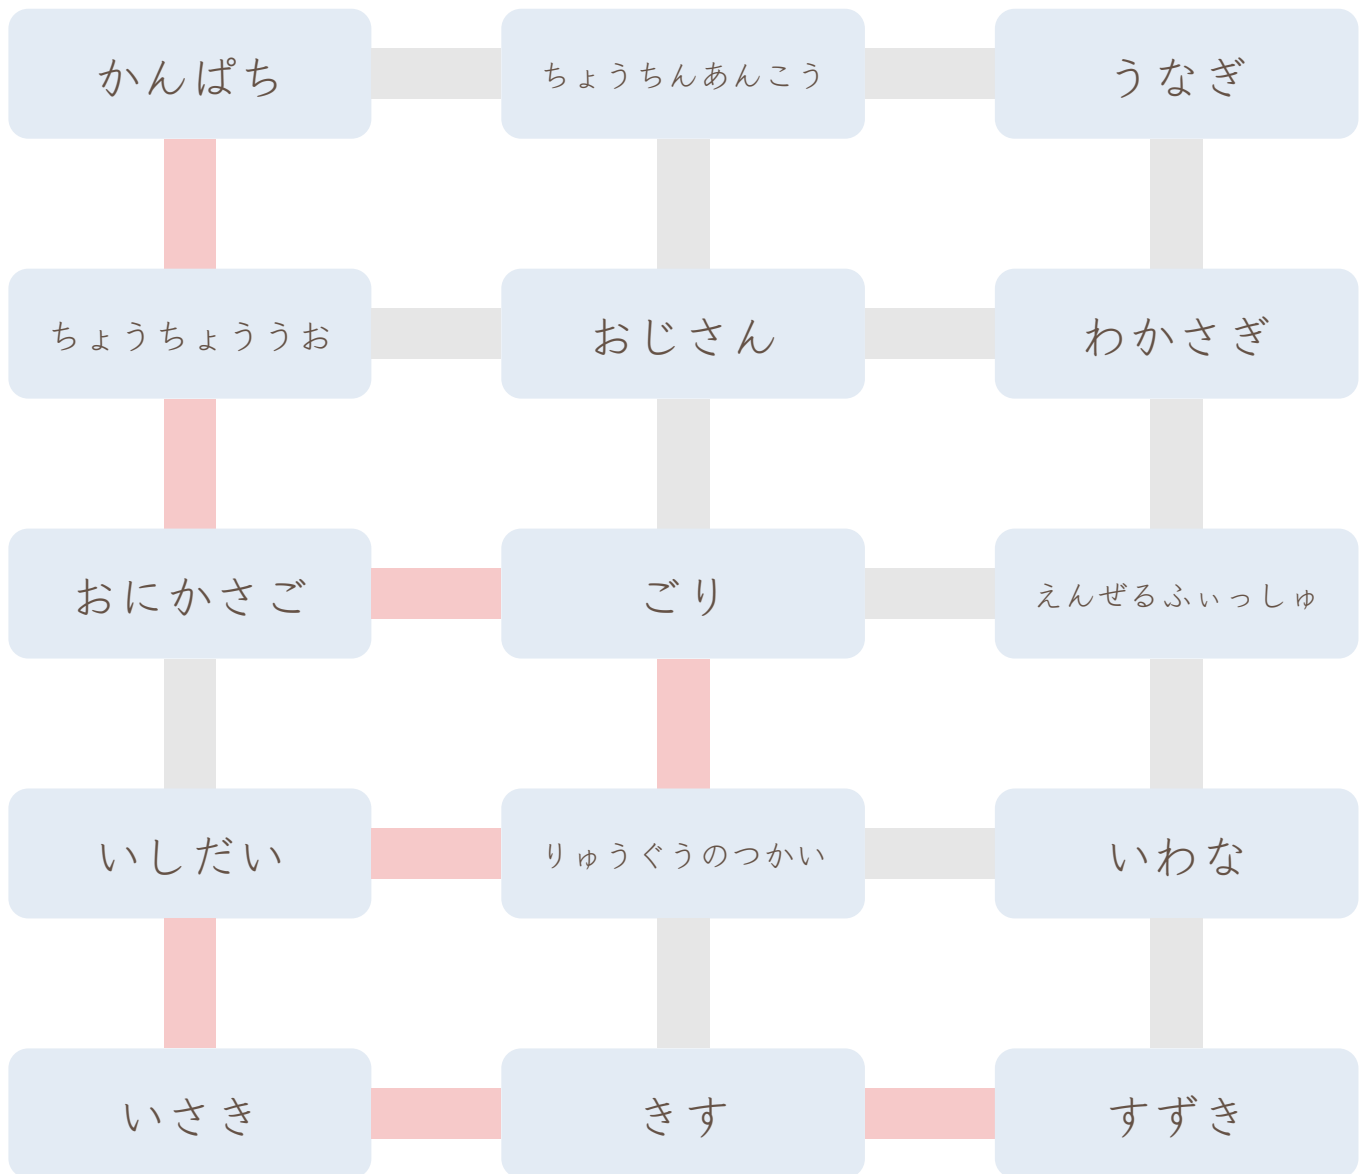 かんぱち
ちょうちんあんこう
うなぎ
ちょうちょううお
おじさん
わかさぎ
おにかさご
ごり
えんぜるふぃっしゅ
いしだい
りゅうぐうのつかい
いわな
いさき
きす
すずき